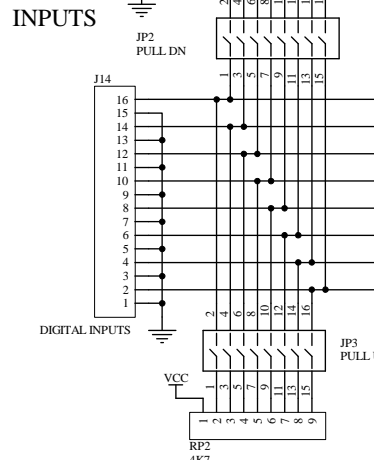 INPUTS
JP2
PULL DN
1 3 5 7 9 11 13 15
J14
16
15
14
13
12
11
10
9
8
7
6
5
4
3
2
1
DIGITAL INPUTS
2 4 6 8 10 12 14 16
JP3
PULL
1 3 5 7 9 11 13 15
VCC
1 2 3 4 5 6 7 8 9
RP2
4K7